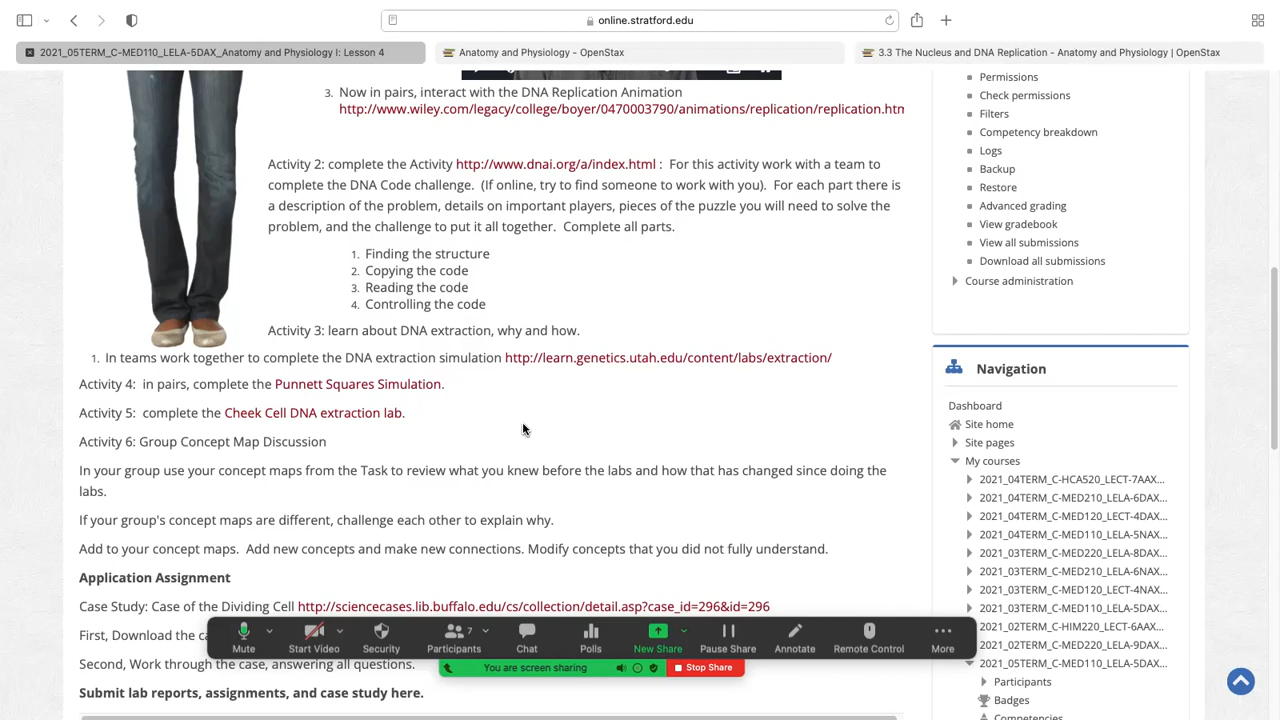 online.stratford.edu
2021_05TERM_C-MED110_LELA-5DAX_Anatomy and Physiology I: Lesson 4
Anatomy and Physiology - OpenStax
3.3 The Nucleus and DNA Replication - Anatomy and Physiology | OpenStax
3. Now in pairs, interact with the DNA Replication Animation
http://www.wiley.com/legacy/college/boyer/0470003790/animations/replication/replication.htn
Activity 2: complete the Activity http://www.dnai.org/a/index.html : For this activity work with a team to
complete the DNA Code challenge. (If online, try to find someone to work with you). For each part there is
a description of the problem, details on important players, pieces of the puzzle you will need to solve the
problem, and the challenge to put it all together. Complete all parts.
1. Finding the structure
2. Copying the code
3. Reading the code
4. Controlling the code
Activity 3: learn about DNA extraction, why and how.
1. In teams work together to complete the DNA extraction simulation http://learn.genetics.utah.edu/content/labs/extraction/
Activity 4: in pairs, complete the Punnett Squares Simulation.
Activity 5: complete the Cheek Cell DNA extraction lab.
Activity 6: Group Concept Map Discussion
In your group use your concept maps from the Task to review what you knew before the labs and how that has changed since doing the
labs.
If your group's concept maps are different, challenge each other to explain why.
Add to your concept maps. Add new concepts and make new connections. Modify concepts that you did not fully understand.
Application Assignment
Case Study: Case of the Dividing Cell http://sciencecases.lib.buffalo.edu/cs/collection/detail.asp?case_id=296&id=296
First, Download the ca
Second, Work through the case, answering all questions.
Submit lab reports, assignments, and case study here.
Permissions
Check permissions
Filters
Competency breakdown
Logs
Backup
Restore
Advanced grading
View gradebook
View all submissions
Download all submissions
Course administration
Navigation
Dashboard
Site home
Site pages
My courses
2021_04TERM_C-HCA520_LECT-7AAX...
2021_04TERM_C-MED210_LELA-6DAX...
2021_04TERM_C-MED120_LECT-4DAX...
2021_04TERM_C-MED110_LELA-5NAX...
2021_03TERM_C-MED220_LELA-8DAX...
2021_03TERM_C-MED210_LELA-6NAX...
2021_03TERM_C-MED120_LECT-4NAX...
2021_03TERM_C-MED110_LELA-5DAX...
2021_02TERM_C-HIM220_LECT-6AAX...
2021_02TERM_C-MED220_LELA-9DAX...
2021_05TERM_C-MED110_LELA-5DAX...
Participants
Badges
Competencies
Mute
Start Video
Security
Participants 7
Chat
Polls
New Share
Pause Share
Annotate
Remote Control
More
You are screen sharing
Stop Share